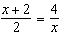 x + 2
2
=
4
x